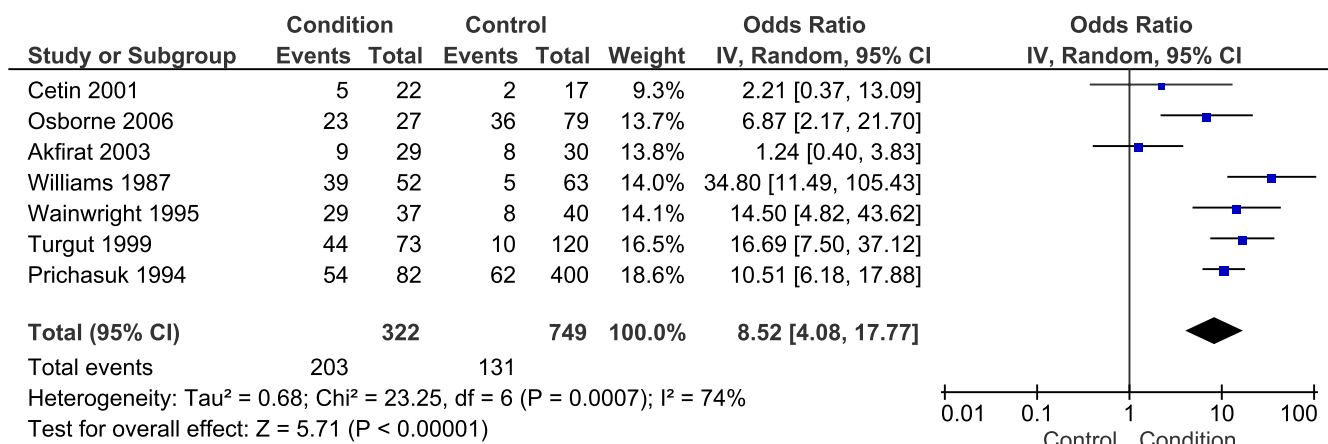 Condition Control Odds Ratio Odds Ratio
Study or Subgroup Events Total Events Total Weight IV, Random, 95% CI IV, Random, 95% CI
Cetin 2001 5 22 2 17 9.3% 2.21 [0.37, 13.09]
Osborne 2006 23 27 36 79 13.7% 6.87 [2.17, 21.70]
Akfirat 2003 9 29 8 30 13.8% 1.24 [0.40, 3.83]
Williams 1987 39 52 5 63 14.0% 34.80 [11.49, 105.43]
Wainwright 1995 29 37 8 40 14.1% 14.50 [4.82, 43.62]
Turgut 1999 44 73 10 120 16.5% 16.69 [7.50, 37.12]
Prichasuk 1994 54 82 62 400 18.6% 10.51 [6.18, 17.88]
Total (95% CI) 322 749 100.0% 8.52 [4.08, 17.77]
Total events 203 131
Heterogeneity: Tau² = 0.68; Chi² = 23.25, df = 6 (P = 0.0007); I² = 74%
Test for overall effect: Z = 5.71 (P < 0.00001)
0.01 0.1 1 10 100
Control Condition